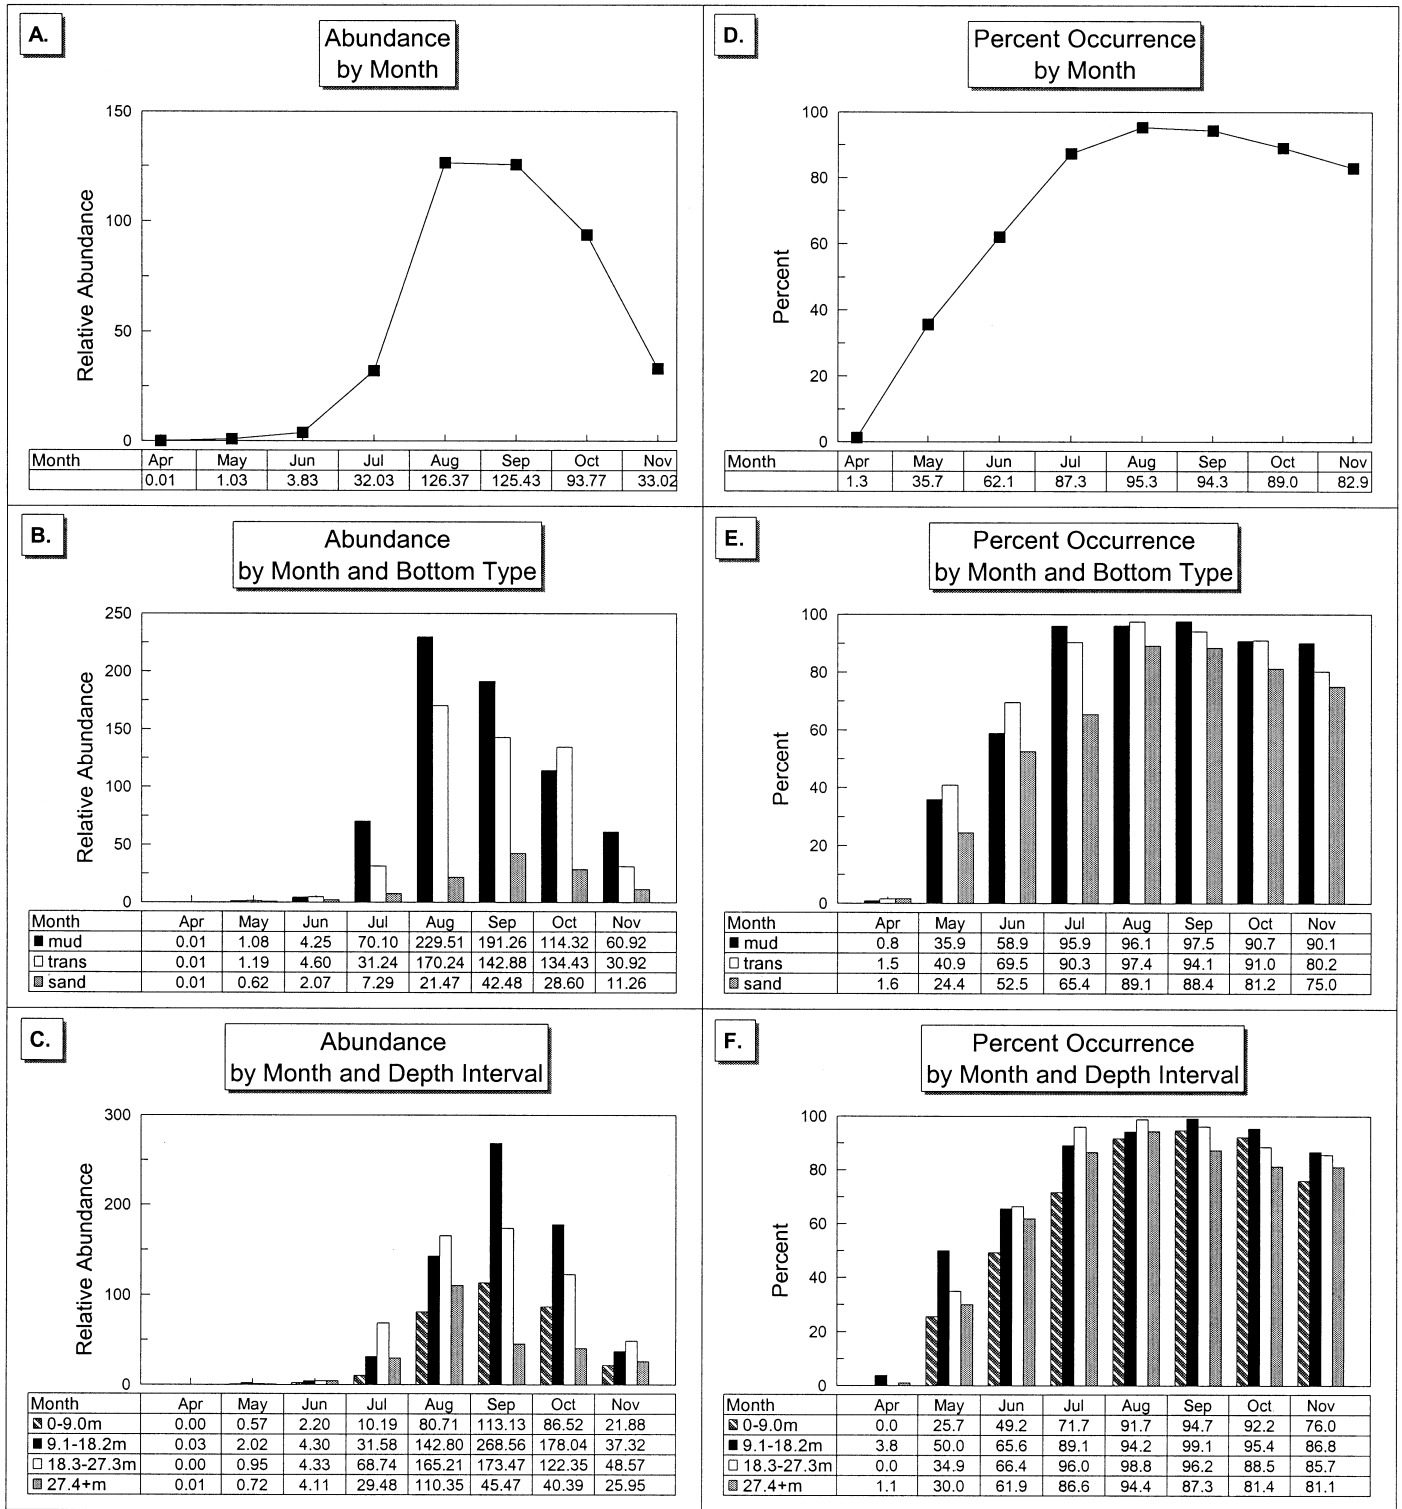 A.
Abundance
by Month
150
100
50
0
Relative Abundance
Month Apr May Jun Jul Aug Sep Oct Nov
0.01 1.03 3.83 32.03 126.37 125.43 93.77 33.02
D.
Percent Occurrence
by Month
100
80
60
40
20
0
Percent
Month Apr May Jun Jul Aug Sep Oct Nov
1.3 35.7 62.1 87.3 95.3 94.3 89.0 82.9
B.
Abundance
by Month and Bottom Type
250
200
150
100
50
0
Relative Abundance
Month Apr May Jun Jul Aug Sep Oct Nov
mud 0.01 1.08 4.25 70.10 229.51 191.26 114.32 60.92
trans 0.01 1.19 4.60 31.24 170.24 142.88 134.43 30.92
sand 0.01 0.62 2.07 7.29 21.47 42.48 28.60 11.26
E.
Percent Occurrence
by Month and Bottom Type
100
80
60
40
20
0
Percent
Month Apr May Jun Jul Aug Sep Oct Nov
mud 0.8 35.9 58.9 95.9 96.1 97.5 90.7 90.1
trans 1.5 40.9 69.5 90.3 97.4 94.1 91.0 80.2
sand 1.6 24.4 52.5 65.4 89.1 88.4 81.2 75.0
C.
Abundance
by Month and Depth Interval
300
200
100
0
Relative Abundance
Month Apr May Jun Jul Aug Sep Oct Nov
0-9.0m 0.00 0.57 2.20 10.19 80.71 113.13 86.52 21.88
9.1-18.2m 0.03 2.02 4.30 31.58 142.80 268.56 178.04 37.32
18.3-27.3m 0.00 0.95 4.33 68.74 165.21 173.47 122.35 48.57
27.4+m 0.01 0.72 4.11 29.48 110.35 45.47 40.39 25.95
F.
Percent Occurrence
by Month and Depth Interval
100
80
60
40
20
0
Percent
Month Apr May Jun Jul Aug Sep Oct Nov
0-9.0m 0.0 25.7 49.2 71.7 91.7 94.7 92.2 76.0
9.1-18.2m 3.8 50.0 65.6 89.1 94.2 99.1 95.4 86.8
18.3-27.3m 0.0 34.9 66.4 96.0 98.8 96.2 88.5 85.7
27.4+m 1.1 30.0 61.9 86.6 94.4 87.3 81.4 81.1